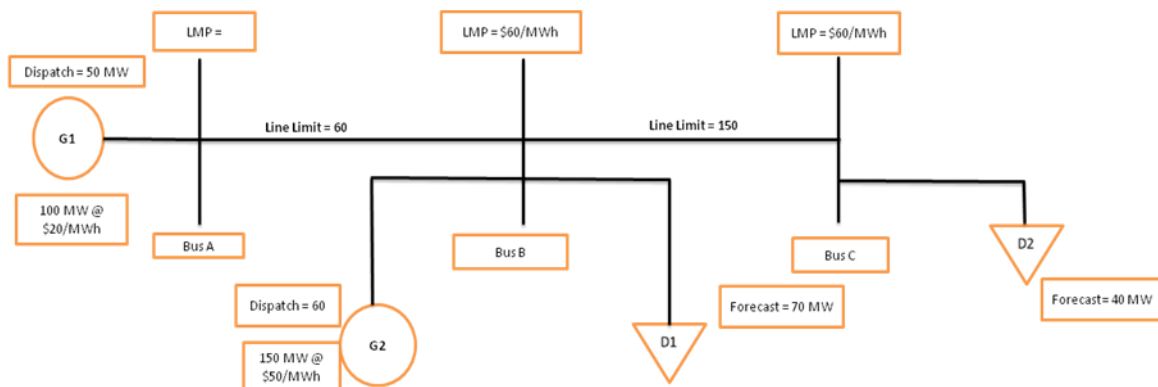 LMP =
LMP = $60/MWh
LMP = $60/MWh
Dispatch = 50 MW
G1
Line Limit = 60
Line Limit = 150
100 MW @
$20/MWh
Bus A
Bus B
Bus C
D2
Dispatch = 60
Forecast = 70 MW
Forecast= 40 MW
G2
D1
150 MW @
$50/MWh